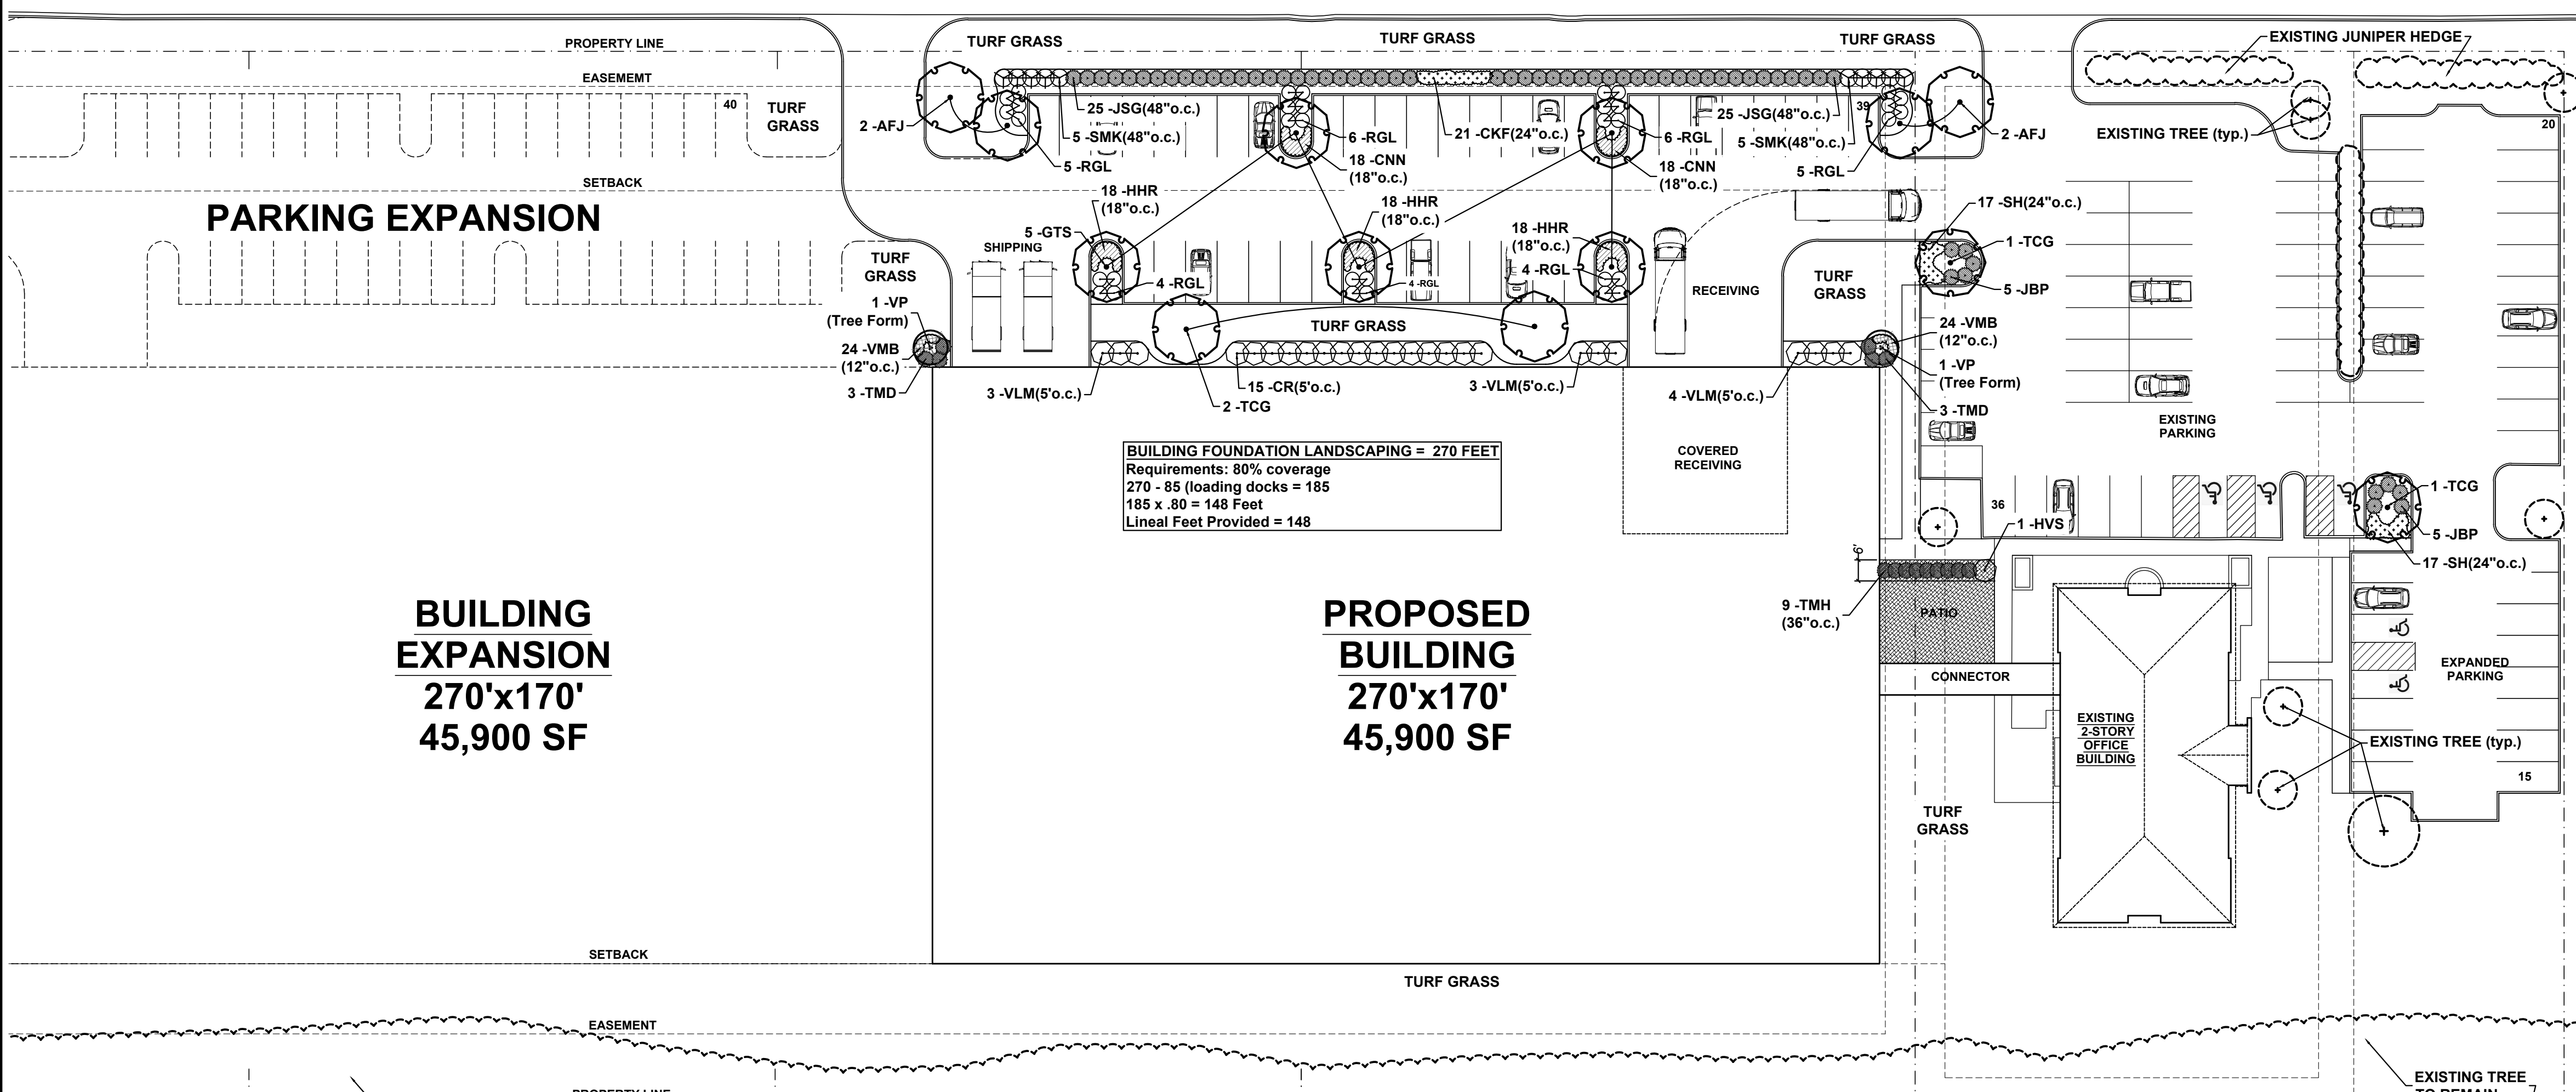 PROPERTY LINE
EASEMEMT
40
TURF
GRASS
SETBACK
PARKING EXPANSION
TURF GRASS
TURF GRASS
TURF GRASS
2 -AFJ
25 -JSG(48"o.c.)
5 -SMK(48"o.c.)
5 -RGL
6 -RGL
18 -CNN
(18"o.c.)
21 -CKF(24"o.c.)
6 -RGL
18 -CNN
(18"o.c.)
25 -JSG(48"o.c.)
39
5 -SMK(48"o.c.)
5 -RGL
2 -AFJ
EXISTING JUNIPER HEDGE
EXISTING TREE (typ.)
20
18 -HHR
(18"o.c.)
5 -GTS
SHIPPING
18 -HHR
(18"o.c.)
18 -HHR
(18"o.c.)
4 -RGL
4 -RGL
4 -RGL
TURF
GRASS
RECEIVING
TURF
GRASS
17 -SH(24"o.c.)
1 -TCG
5 -JBP
1 -VP
(Tree Form)
24 -VMB
(12"o.c.)
3 -TMD
TURF GRASS
3 -VLM(5'o.c.)
15 -CR(5'o.c.)
2 -TCG
3 -VLM(5'o.c.)
4 -VLM(5'o.c.)
24 -VMB
(12"o.c.)
1 -VP
(Tree Form)
3 -TMD
EXISTING
PARKING
BUILDING FOUNDATION LANDSCAPING = 270 FEET
Requirements: 80% coverage
270 - 85 (loading docks = 185
185 x .80 = 148 Feet
Lineal Feet Provided = 148
COVERED
RECEIVING
36
1 -HVS
1 -TCG
5 -JBP
17 -SH(24"o.c.)
6'
9 -TMH
(36"o.c.)
PATIO
BUILDING
EXPANSION
270'x170'
45,900 SF
PROPOSED
BUILDING
270'x170'
45,900 SF
CONNECTOR
EXISTING
2-STORY
OFFICE
BUILDING
EXPANDED
PARKING
EXISTING TREE (typ.)
15
TURF
GRASS
SETBACK
TURF GRASS
EASEMENT
PROPERTY LINE
EXISTING TREE
TO REMAIN